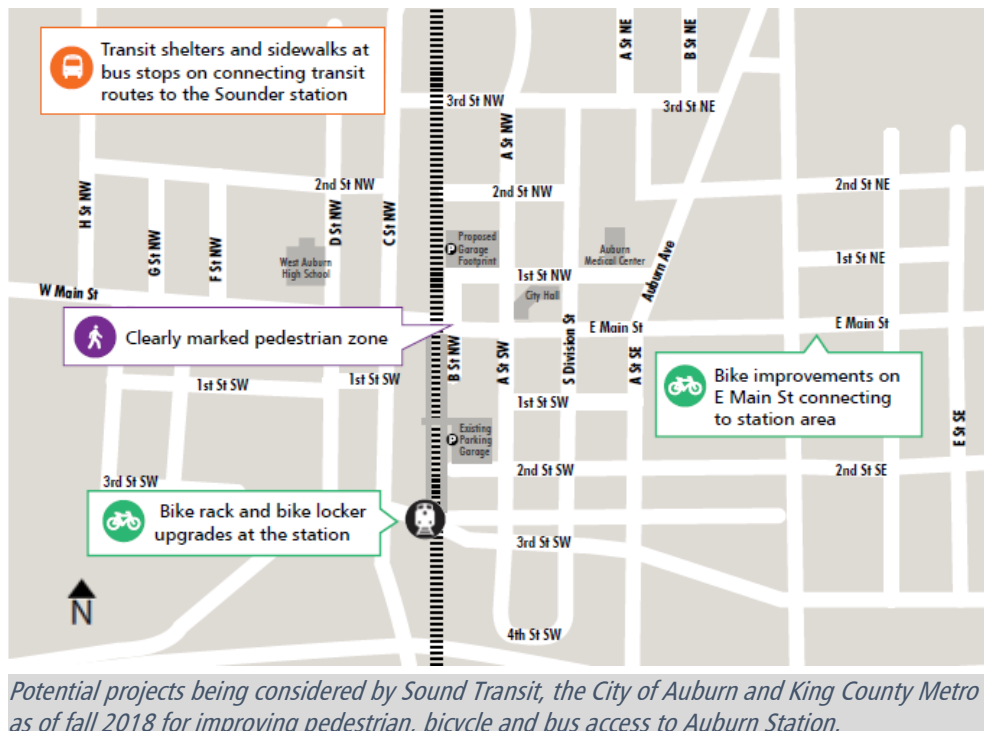 Transit shelters and sidewalks at
bus stops on connecting transit
routes to the Sounder station
A St NE
B St NE
3rd St NW
3rd St NE
A St NW
2nd St NW
2nd St NW
2nd St NE
H St NW
G St NW
F St NW
D St NW
C St NW
West Auburn
High School
P
Proposed
Garage
Footprint
Auburn
Medical Center
Auburn Ave
1st St NE
1st St NW
City Hall
W Main St
Clearly marked pedestrian zone
E Main St
E Main St
B St NW
A St SW
S Division St
A St SE
Bike improvements on
E Main St connecting
to station area
1st St SW
1st St SW
1st St SW
E St SE
P
Existing
Parking
Garage
2nd St SW
2nd St SE
3rd St SW
Bike rack and bike locker
upgrades at the station
3rd St SW
N
4th St SW
Potential projects being considered by Sound Transit, the City of Auburn and King County Metro
as of fall 2018 for improving pedestrian, bicycle and bus access to Auburn Station.